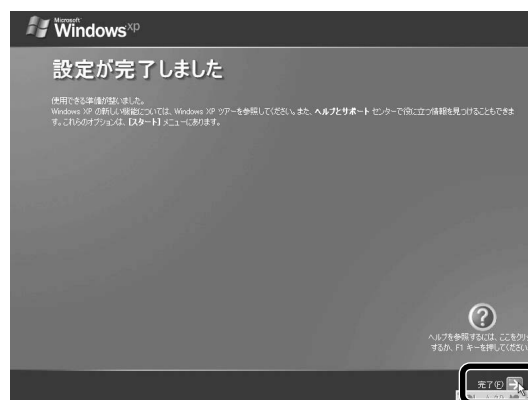 Microsoft
Windows xp
設定が完了しました
使用できる準備が整いました。
Windows XP の新しい機能については、Windows XP ツアーを参照してください。また、ヘルプとサポート センターで役に立つ情報を見つけることもできま
す。これらのオプションは、[スタート] メニューにあります。
ヘルプを参照するには、ここをクリッ
するか、F1 キーを押してください
完了(F)